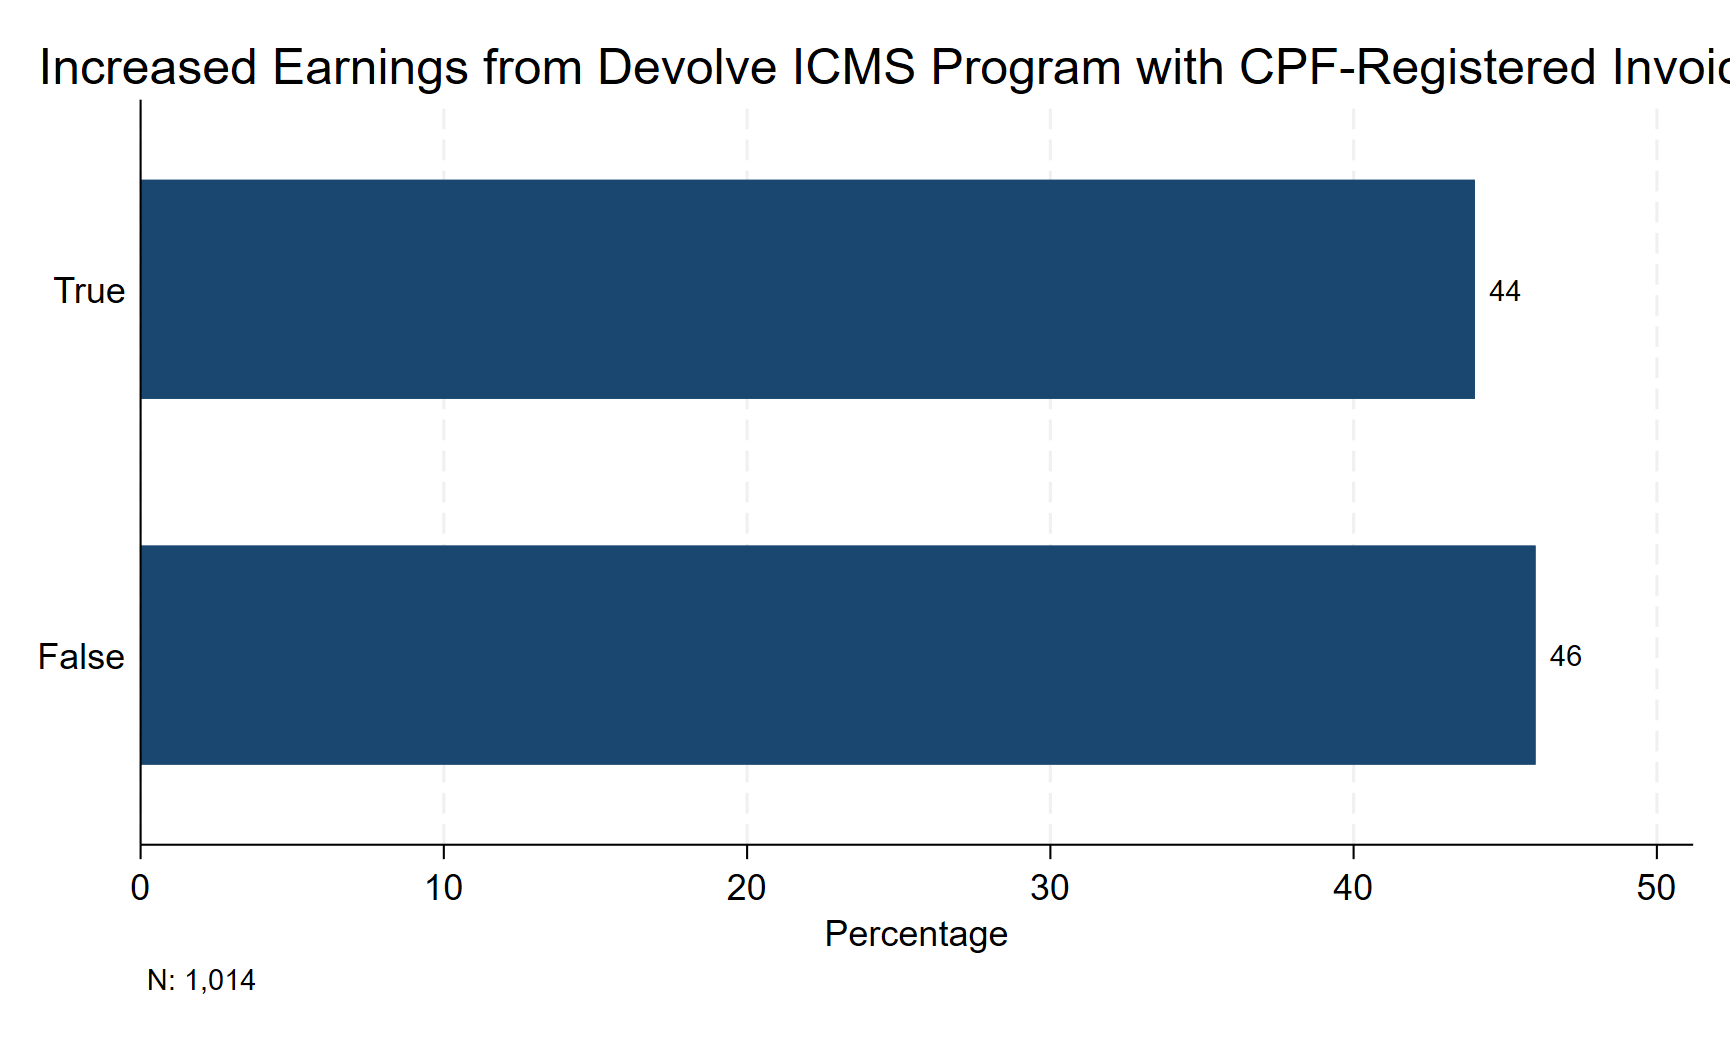 Increased Earnings from Devolve ICMS Program with CPF-Registered
True
44
False
46
0 10 20 30 40 50
Percentage
N: 1,014